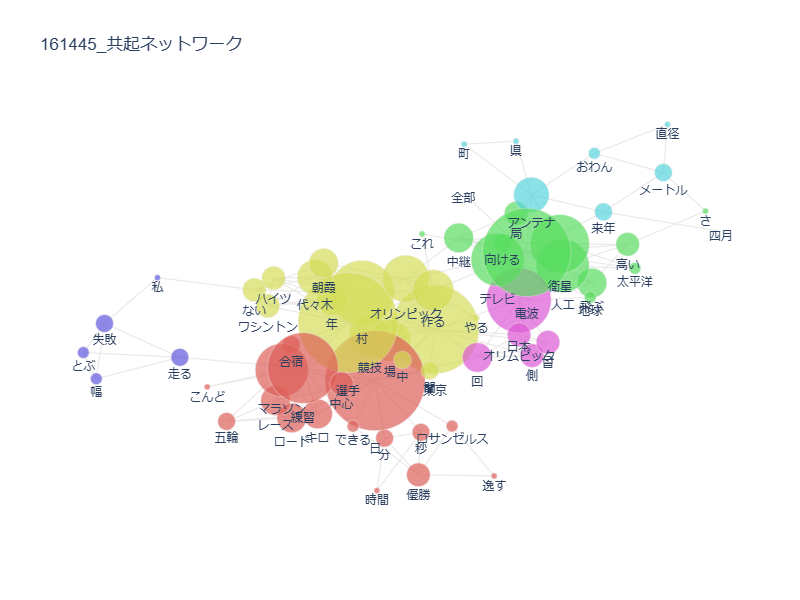 161445_共起ネットワーク
直径
町
県
おわん
メートル
全部
さ
アンテナ
来年
四月
局
これ
中継
向ける
高い
太平洋
私
朝霞
衛星
ハイツ
代々木
テレビ
人工
飛ぶ
ない
地球
オリンピック
電波
ワシントン
年
作る
やる
失敗
村
日本
オリムピック
首
合宿
とぶ
走る
競技
場
中
回
側
幅
こんど
選手
東京
中心
マラソン
練習
レース
五輪
ロード
キロ
できる
日
分
秒
ロサンゼルス
時間
優勝
逸す